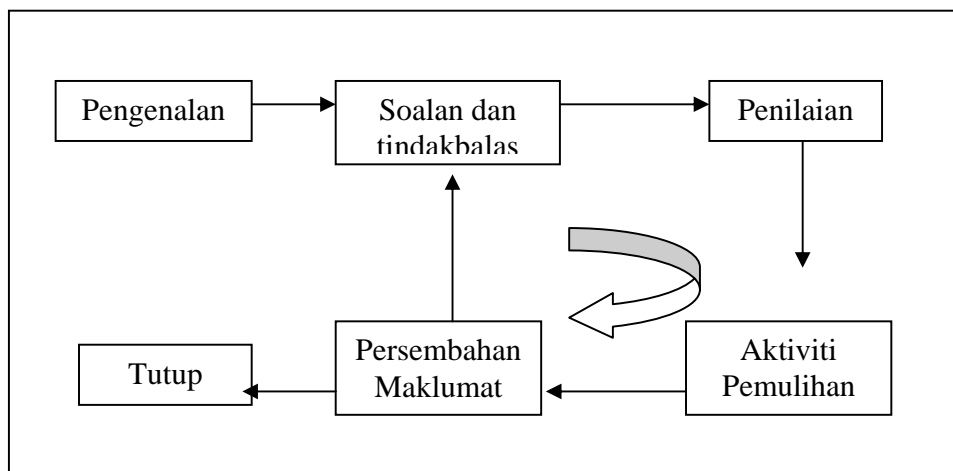 Pengenalan
Soalan dan
tindakbalas
Penilaian
Persembahan
Maklumat
Aktiviti
Pemulihan
Tutup